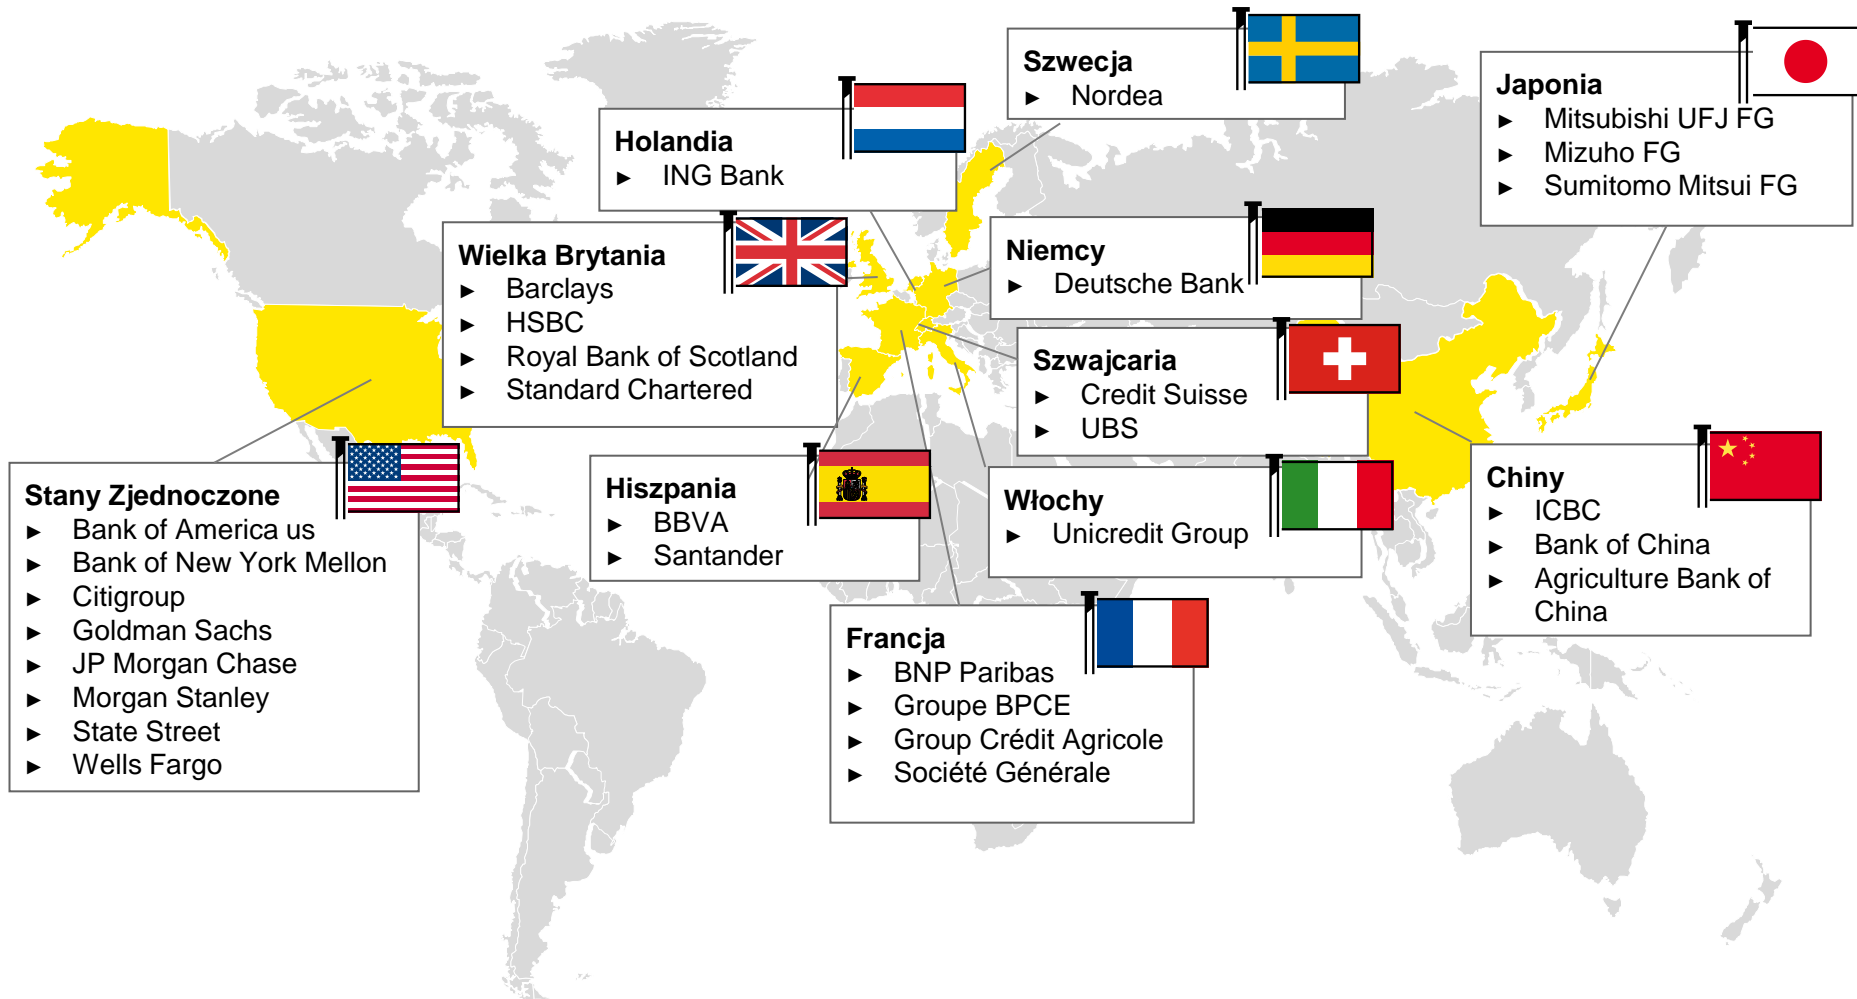 Szwecja
► Nordea
Japonia
► Mitsubishi UFJ FG
► Mizuho FG
► Sumitomo Mitsui FG
Holandia
► ING Bank
Wielka Brytania
► Barclays
► HSBC
► Royal Bank of Scotland
► Standard Chartered
Niemcy
► Deutsche Bank
Szwajcaria
► Credit Suisse
► UBS
Stany Zjednoczone
► Bank of America us
► Bank of New York Mellon
► Citigroup
► Goldman Sachs
► JP Morgan Chase
► Morgan Stanley
► State Street
► Wells Fargo
Hiszpania
► BBVA
► Santander
Włochy
► Unicredit Group
Chiny
► ICBC
► Bank of China
► Agriculture Bank of
China
Francja
► BNP Paribas
► Groupe BPCE
► Group Crédit Agricole
► Société Générale